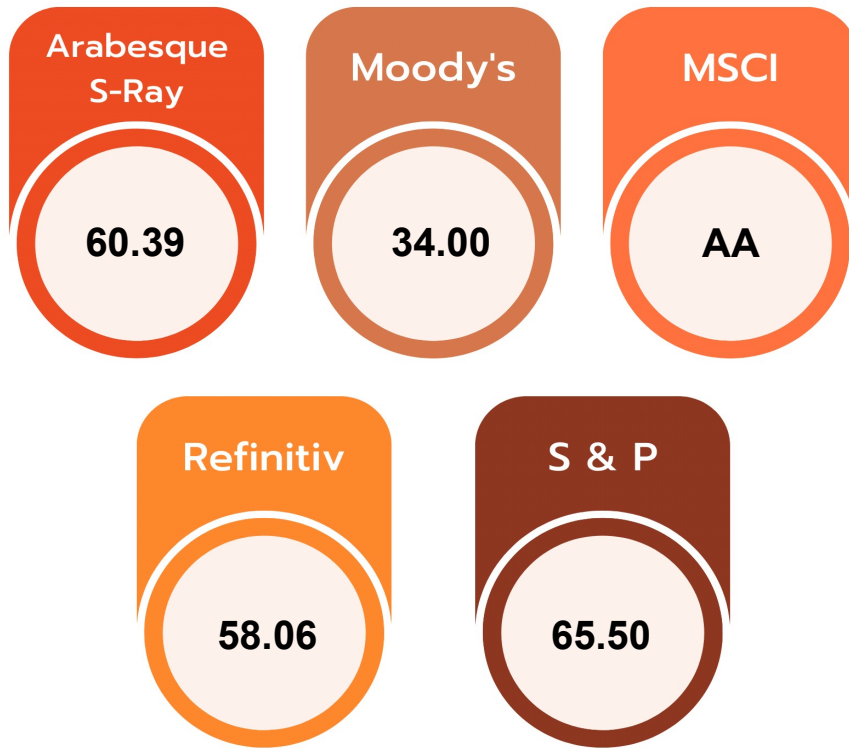 Arabesque
S-Ray
60.39
Moody's
34.00
MSCI
AA
Refinitiv
58.06
S & P
65.50